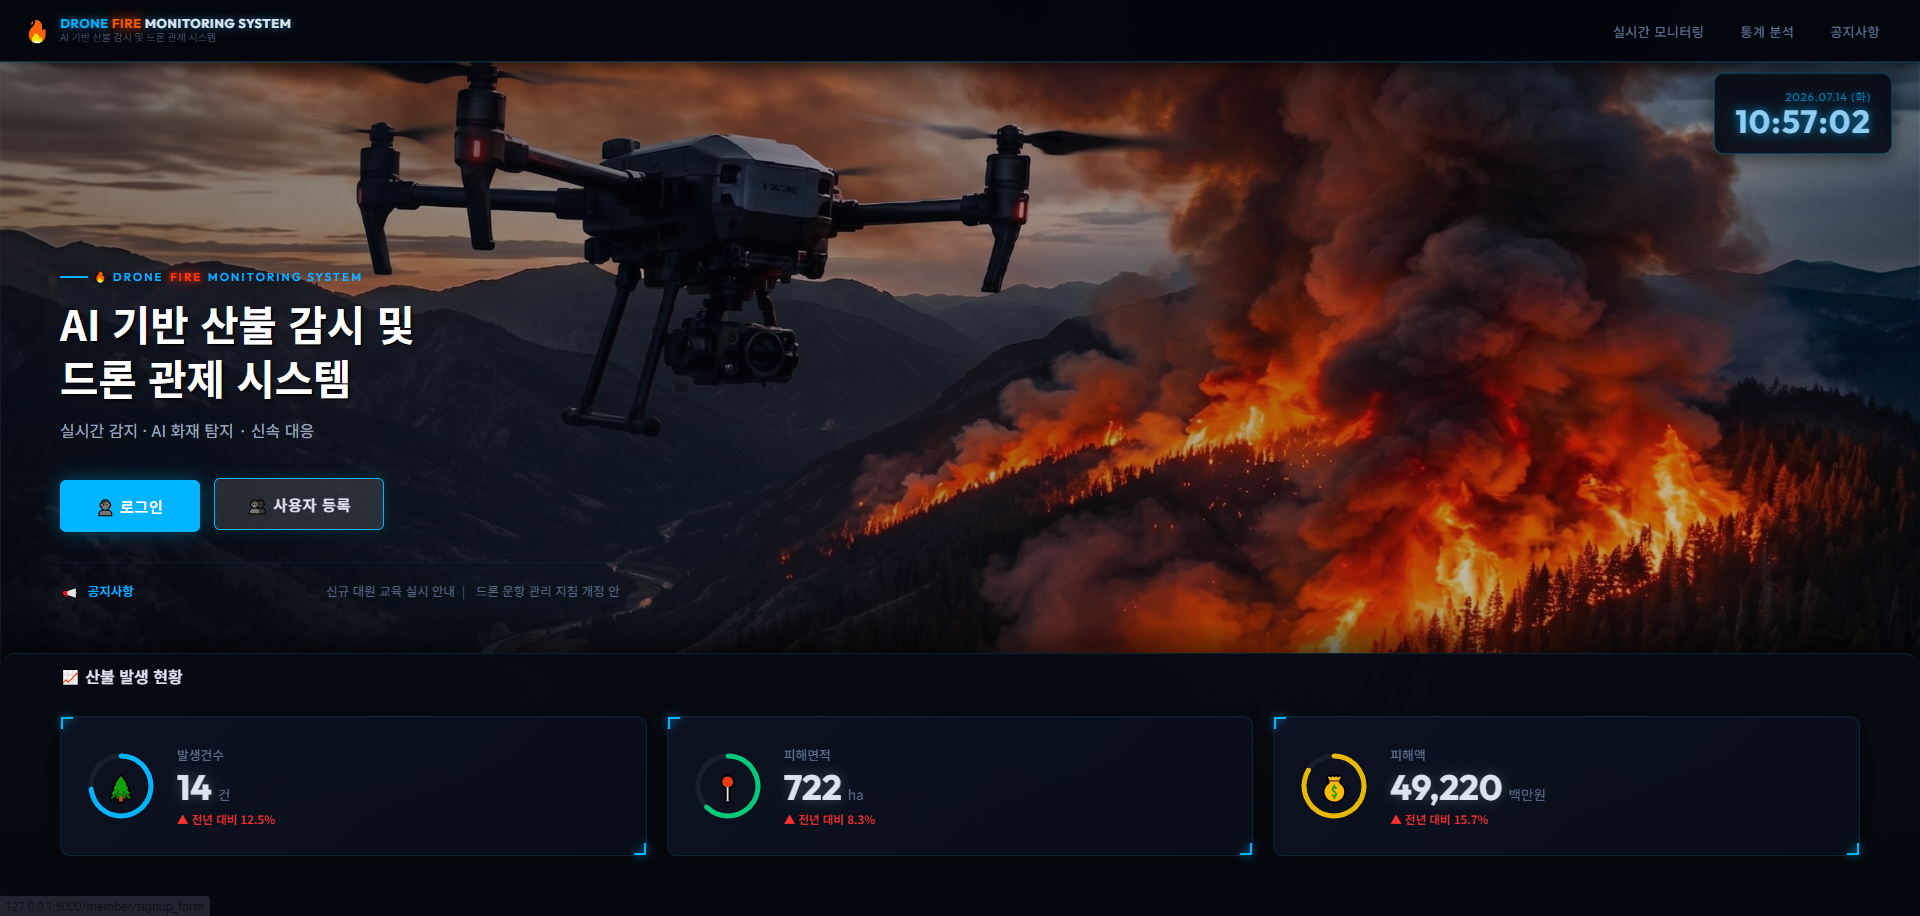 DRONE FIRE MONITORING SYSTEM
AI 기반 산불 감시 및 드론 관제 시스템
실시간 모니터링 통계 분석 공지사항
2026.07.14 (화)
10:57:02
DRONE FIRE MONITORING SYSTEM
AI 기반 산불 감시 및
드론 관제 시스템
실시간 감지 · AI 화재 탐지 · 신속 대응
로그인 사용자 등록
공지사항 신규 대원 교육 실시 안내 | 드론 운항 관리 지침 개정 안
산불 발생 현황
발생건수
14 건
▲ 전년 대비 12.5%
피해면적
722 ha
▲ 전년 대비 8.3%
피해액
49,220 백만원
▲ 전년 대비 15.7%
127.0.0.1:5000/member/signup_form